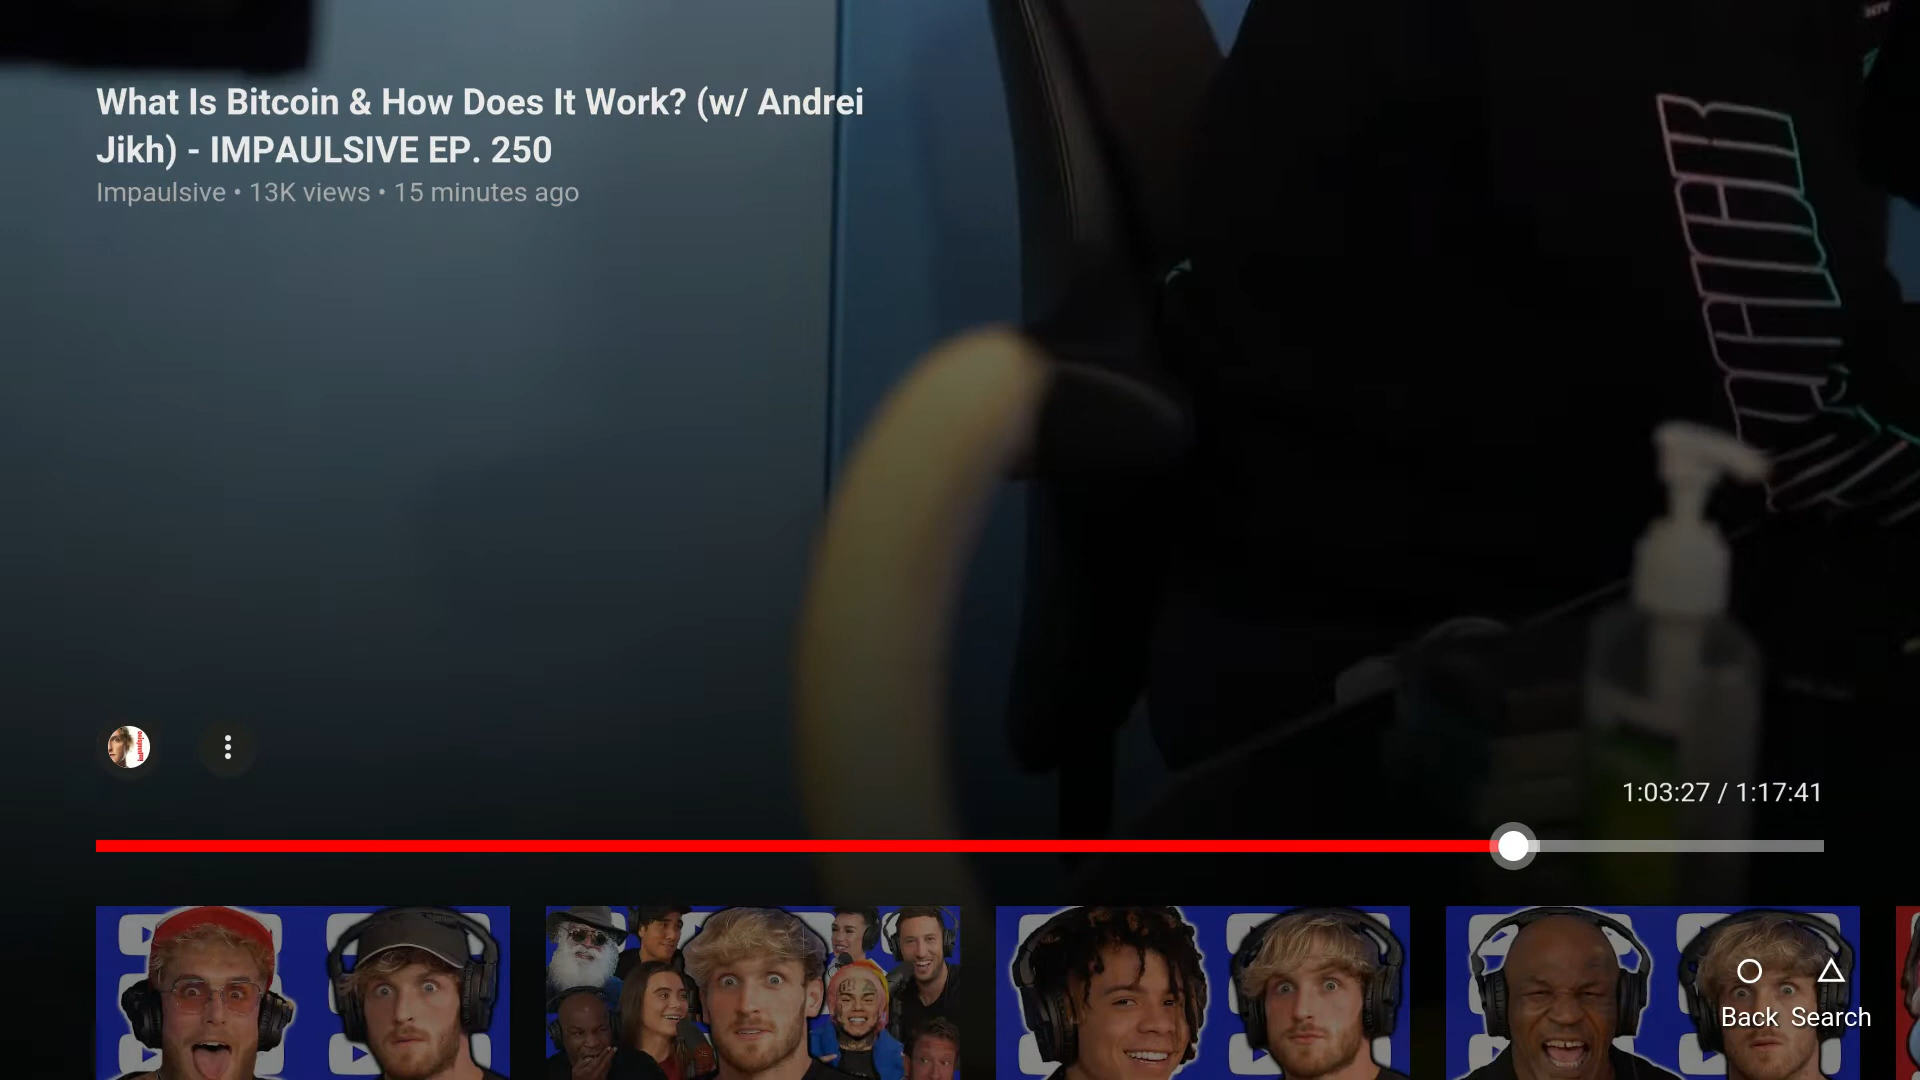 What Is Bitcoin & How Does It Work? (w/ Andrei
Jikh) - IMPAULSIVE EP. 250
Impaulsive • 13K views • 15 minutes ago
1:03:27 / 1:17:41
Back Search